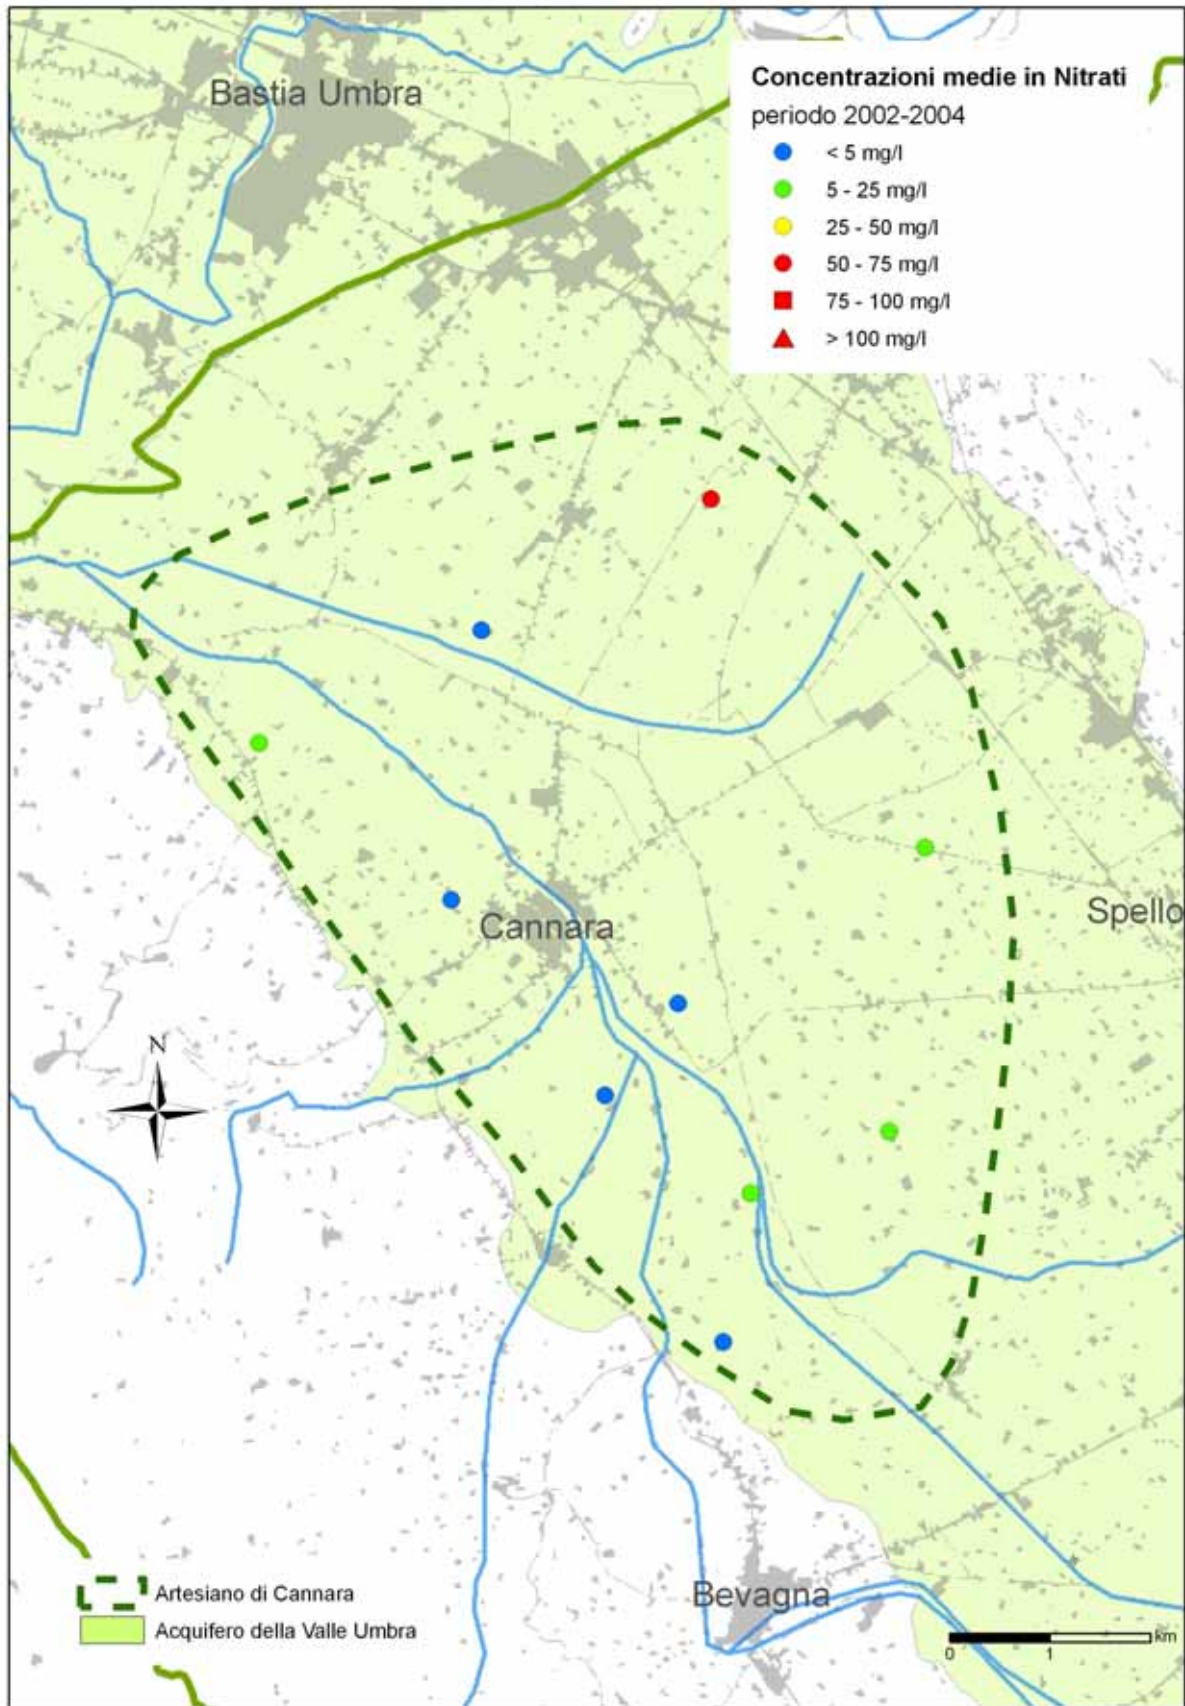 Bastia Umbra
Concentrazioni medie in Nitrati
periodo 2002-2004
< 5 mg/l
5 - 25 mg/l
25 - 50 mg/l
50 - 75 mg/l
75 - 100 mg/l
> 100 mg/l
Spello
Cannara
N
Bevagna
Artesiano di Cannara
Acquifero della Valle Umbra
km
0 1